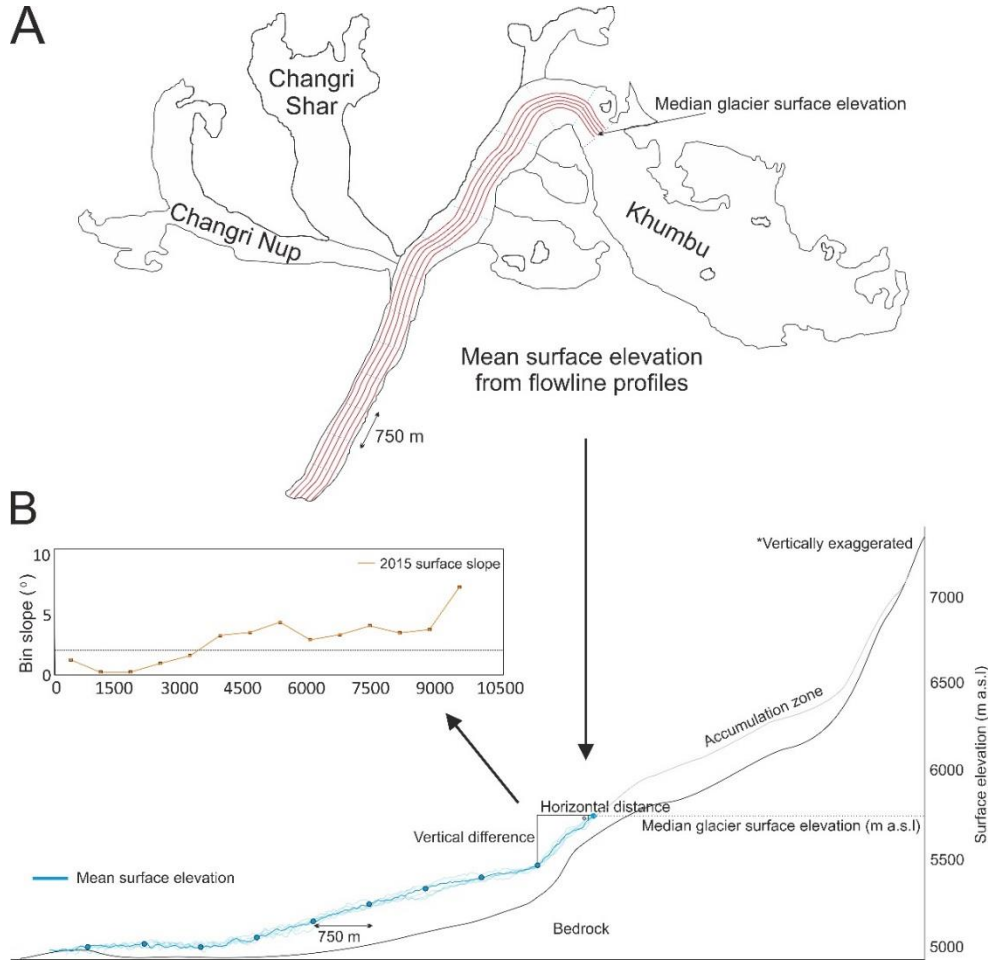 A
Changri
Shar
Median glacier surface elevation
Changri Nup
Khumbu
Mean surface elevation
from flowline profiles
750 m
B
*Vertically exaggerated
10
5
0
Bin slope (°)
2015 surface slope
0 1500 3000 4500 6000 7500 9000 10500
7000
6500
6000
5500
5000
Surface elevation (m a.s.l)
Accumulation zone
Horizontal distance
Vertical difference
Median glacier surface elevation (m a.s.l)
Mean surface elevation
750 m
Bedrock